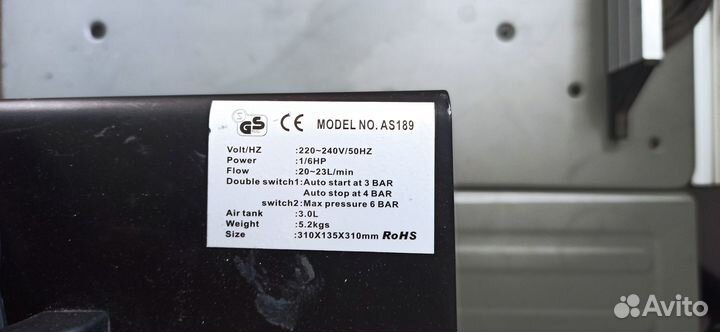 S
GS CE MODEL NO. AS189
Volt/HZ :220~240V/50HZ
Power :1/6HP
Flow :20~23L/min
Double switch1:Auto start at 3 BAR
Auto stop at 4 BAR
switch2:Max pressure 6 BAR
Air tank :3.0L
Weight :5.2kgs
Size :310X135X310mm RoHS
Avito